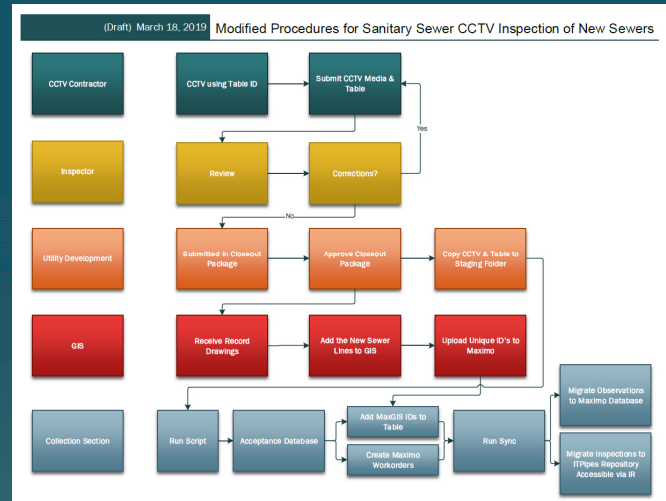 (Draft) March 18, 2019
Modified Procedures for Sanitary Sewer CCTV Inspection of New Sewers
CCTV Contractor
CCTV using Table ID
Submit CCTV Media &
Table
Yes
Inspector
Review
Corrections?
No
Utility Development
Submitted in Closeout
Package
Approve Closeout
Package
Copy CCTV & Table to
Staging Folder
GIS
Receive Record
Drawings
Add the New Sewer
Lines to GIS
Upload Unique ID's to
Maximo
Collection Section
Run Script
Acceptance Database
Add MaxGIS IDs to
Table
Create Maximo
Workorders
Run Sync
Migrate Observations
to Maximo Database
Migrate Inspections to
ITPipes Repository
Accessible via IR